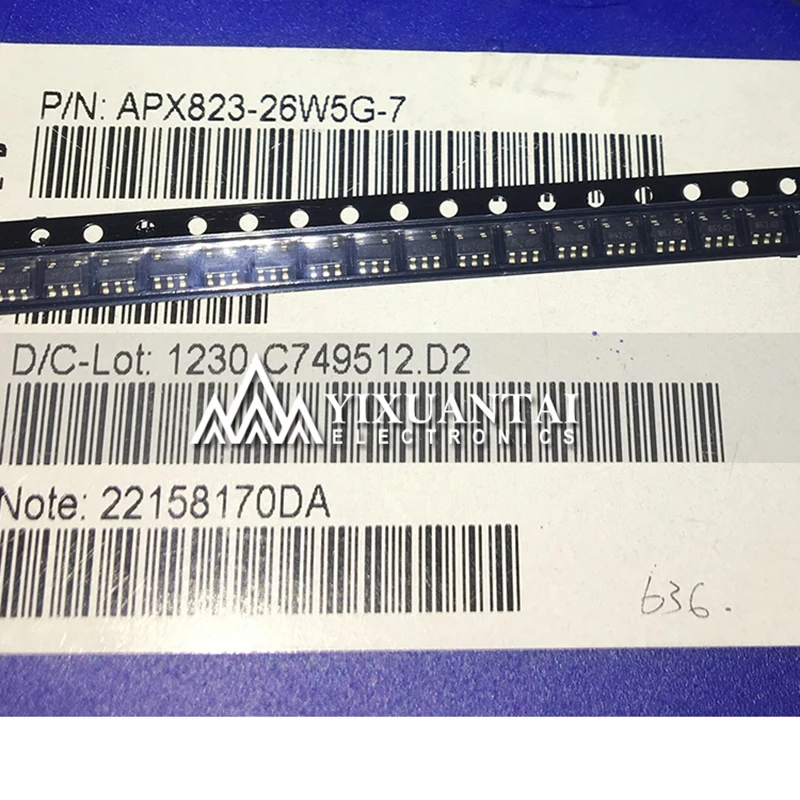 MET
P/N: APX823-26W5G-7
D/C-Lot: 1230 C749512.D2
YIXUANTAI
ELECTRONICS
Note: 22158170DA
636.